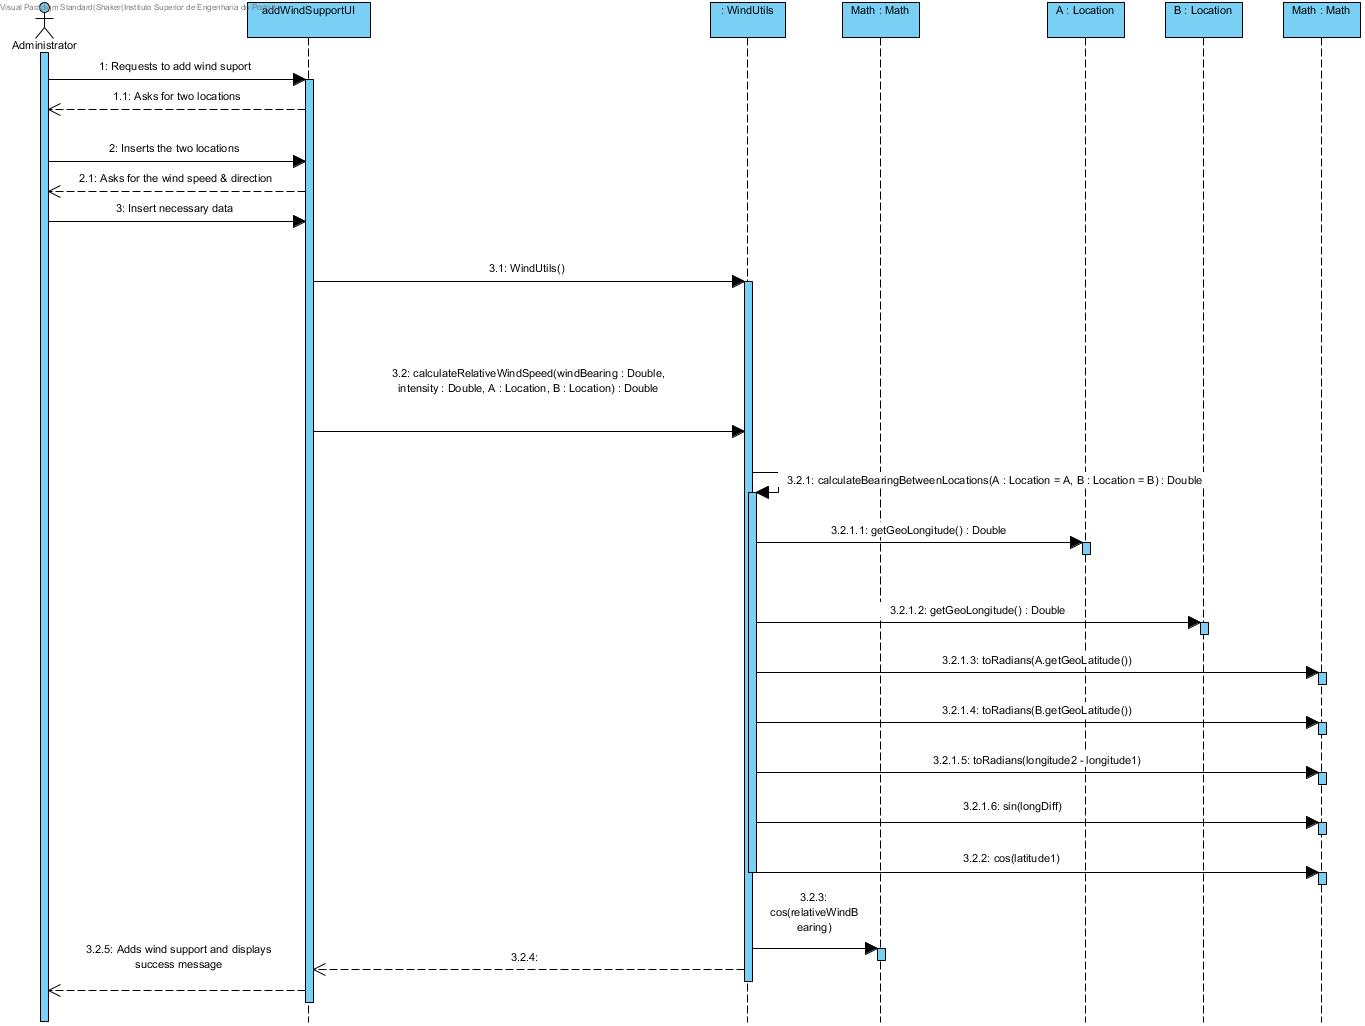 Visual Paradigm Standard(Shaker(Instituto Superior de Engenharia do Porto))
addWindSupportUI
: WindUtils
Math : Math
A : Location
B : Location
Math : Math
Administrator
1: Requests to add wind suport
1.1: Asks for two locations
2: Inserts the two locations
2.1: Asks for the wind speed & direction
3: Insert necessary data
3.1: WindUtils()
3.2: calculateRelativeWindSpeed(windBearing : Double,
intensity : Double, A : Location, B : Location) : Double
3.2.1: calculateBearingBetweenLocations(A : Location = A, B : Location = B) : Double
3.2.1.1: getGeoLongitude() : Double
3.2.1.2: getGeoLongitude() : Double
3.2.1.3: toRadians(A.getGeoLatitude())
3.2.1.4: toRadians(B.getGeoLatitude())
3.2.1.5: toRadians(longitude2 - longitude1)
3.2.1.6: sin(longDiff)
3.2.2: cos(latitude1)
3.2.3:
cos(relativeWindB
earing)
3.2.4:
3.2.5: Adds wind support and displays
success message